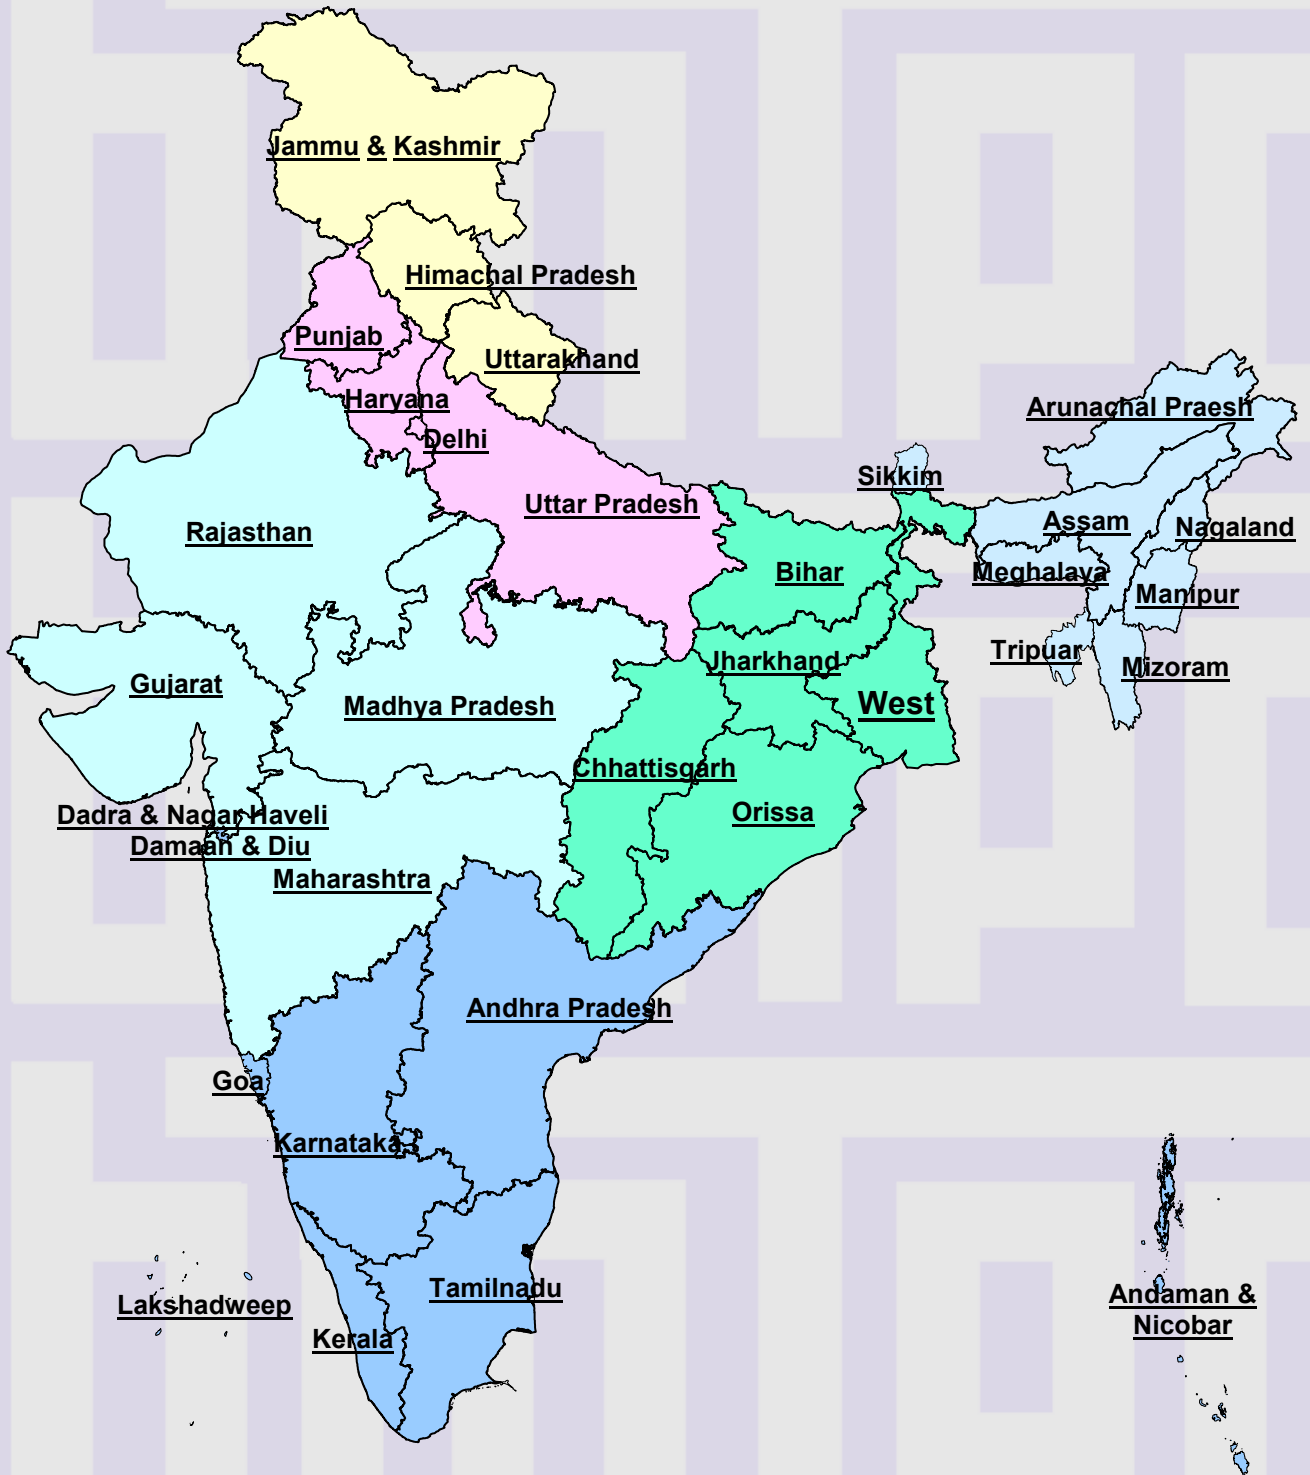 Jammu & Kashmir
Himachal Pradesh
Punjab
Uttarakhand
Haryana
Arunachal Praesh
Delhi
Sikkim
Uttar Pradesh
Rajasthan
Assam
Nagaland
Bihar
Meghalaya
Manipur
Tripuar
Jharkhand
Mizoram
Gujarat
Madhya Pradesh
West
Chhattisgarh
Dadra & Nagar Haveli
Orissa
Damaan & Diu
Maharashtra
Andhra Pradesh
Goa
Karnataka
Tamilnadu
Lakshadweep
Andaman &
Nicobar
Kerala